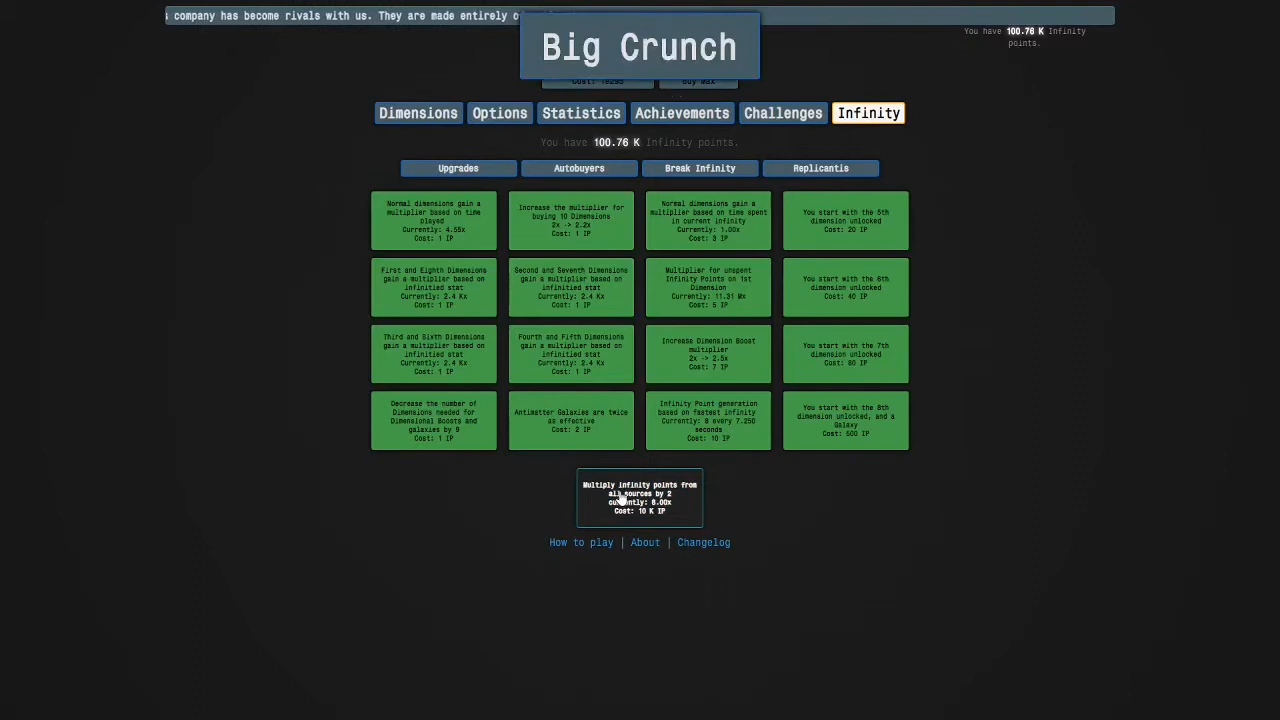 s company has become rivals with us. They are made entirely o
Big Crunch
You have 100.76 K Infinity
points.
Cost: 1e295
Buy Max
Dimensions Options Statistics Achievements Challenges Infinity
You have 100.76 K Infinity points.
Upgrades Autobuyers Break Infinity Replicantis
Normal dimensions gain a
multiplier based on time
played
Currently: 4.55x
Cost: 1 IP
Increase the multiplier for
buying 10 Dimensions
2x -> 2.2x
Cost: 1 IP
Normal dimensions gain a
multiplier based on time spent
in current infinity
Currently: 1.00x
Cost: 3 IP
You start with the 5th
dimension unlocked
Cost: 20 IP
First and Eighth Dimensions
gain a multiplier based on
infinitied stat
Currently: 2.4 Kx
Cost: 1 IP
Second and Seventh Dimensions
gain a multiplier based on
infinitied stat
Currently: 2.4 Kx
Cost: 1 IP
Multiplier for unspent
Infinity Points on 1st
Dimension
Currently: 11.31 Mx
Cost: 5 IP
You start with the 6th
dimension unlocked
Cost: 40 IP
Third and Sixth Dimensions
gain a multiplier based on
infinitied stat
Currently: 2.4 Kx
Cost: 1 IP
Fourth and Fifth Dimensions
gain a multiplier based on
infinitied stat
Currently: 2.4 Kx
Cost: 1 IP
Increase Dimension Boost
multiplier
2x -> 2.5x
Cost: 7 IP
You start with the 7th
dimension unlocked
Cost: 80 IP
Decrease the number of
Dimensions needed for
Dimensional Boosts and
galaxies by 9
Cost: 1 IP
Antimatter Galaxies are twice
as effective
Cost: 2 IP
Infinity Point generation
based on fastest infinity
Currently: 8 every 7.250
seconds
Cost: 10 IP
You start with the 8th
dimension unlocked, and a
Galaxy
Cost: 500 IP
Multiply infinity points from
all sources by 2
currently: 8.00x
Cost: 10 K IP
How to play | About | Changelog